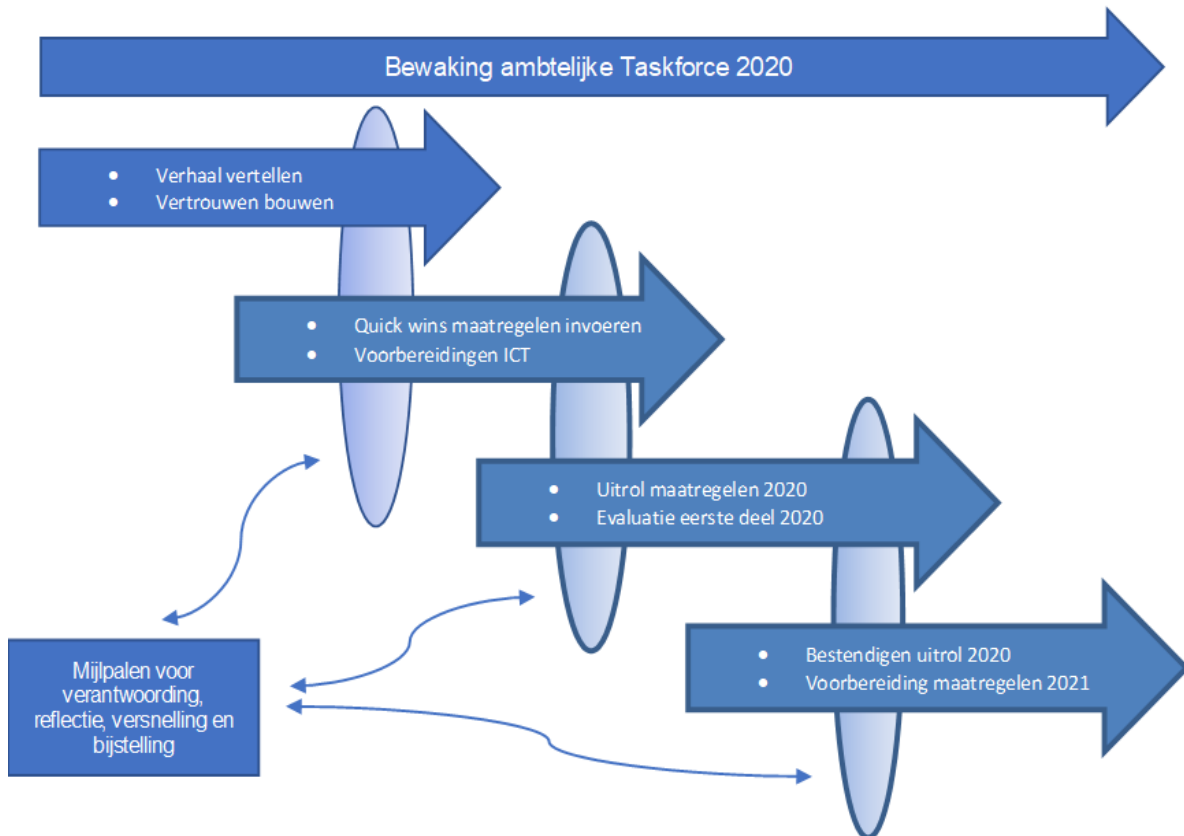 Bewaking ambtelijke Taskforce 2020
• Verhaal vertellen
• Vertrouwen bouwen
• Quick wins maatregelen invoeren
• Voorbereidingen ICT
• Uitrol maatregelen 2020
• Evaluatie eerste deel 2020
• Bestendigen uitrol 2020
• Voorbereiding maatregelen 2021
Mijlpalen voor
verantwoording,
reflectie, versnelling en
bijstelling